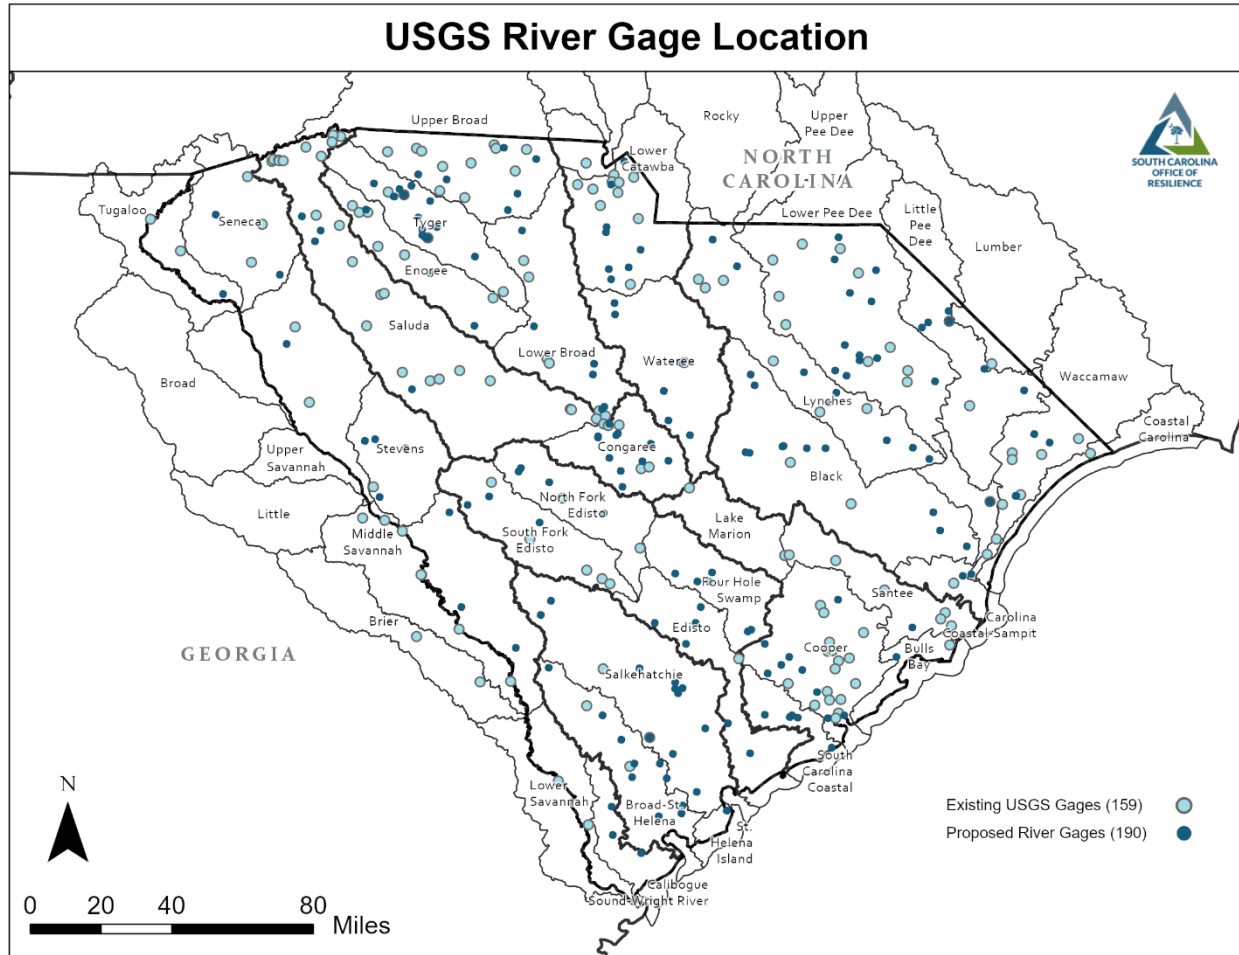 USGS River Gage Location
Upper Broad
Rocky
Upper
Pee Dee
Lower
Catawba
NORTH
CAROLINA
SOUTH CAROLINA
OFFICE OF
RESILIENCE
Tugaloo
Seneca
Tyger
Lower Pee Dee
Little
Pee
Dee
Lumber
Enoree
Saluda
Lower Broad
Wateree
Waccamaw
Broad
Lynches
Coastal
Carolina
Upper
Savannah
Stevens
Congaree
Black
Little
North Fork
Edisto
Lake
Marion
Middle
Savannah
South Fork
Edisto
Four Hole
Swamp
Santee
Brier
Edisto
Carolina
Coastal-Sampit
GEORGIA
Cooper
Bulls
Bay
Salkehatchie
South
Carolina
Coastal
N
Lower
Savannah
Broad-St.
Helena
St.
Helena
Island
Existing USGS Gages (159)
Proposed River Gages (190)
Calibogue
Sound-Wright River
0 20 40 80 Miles